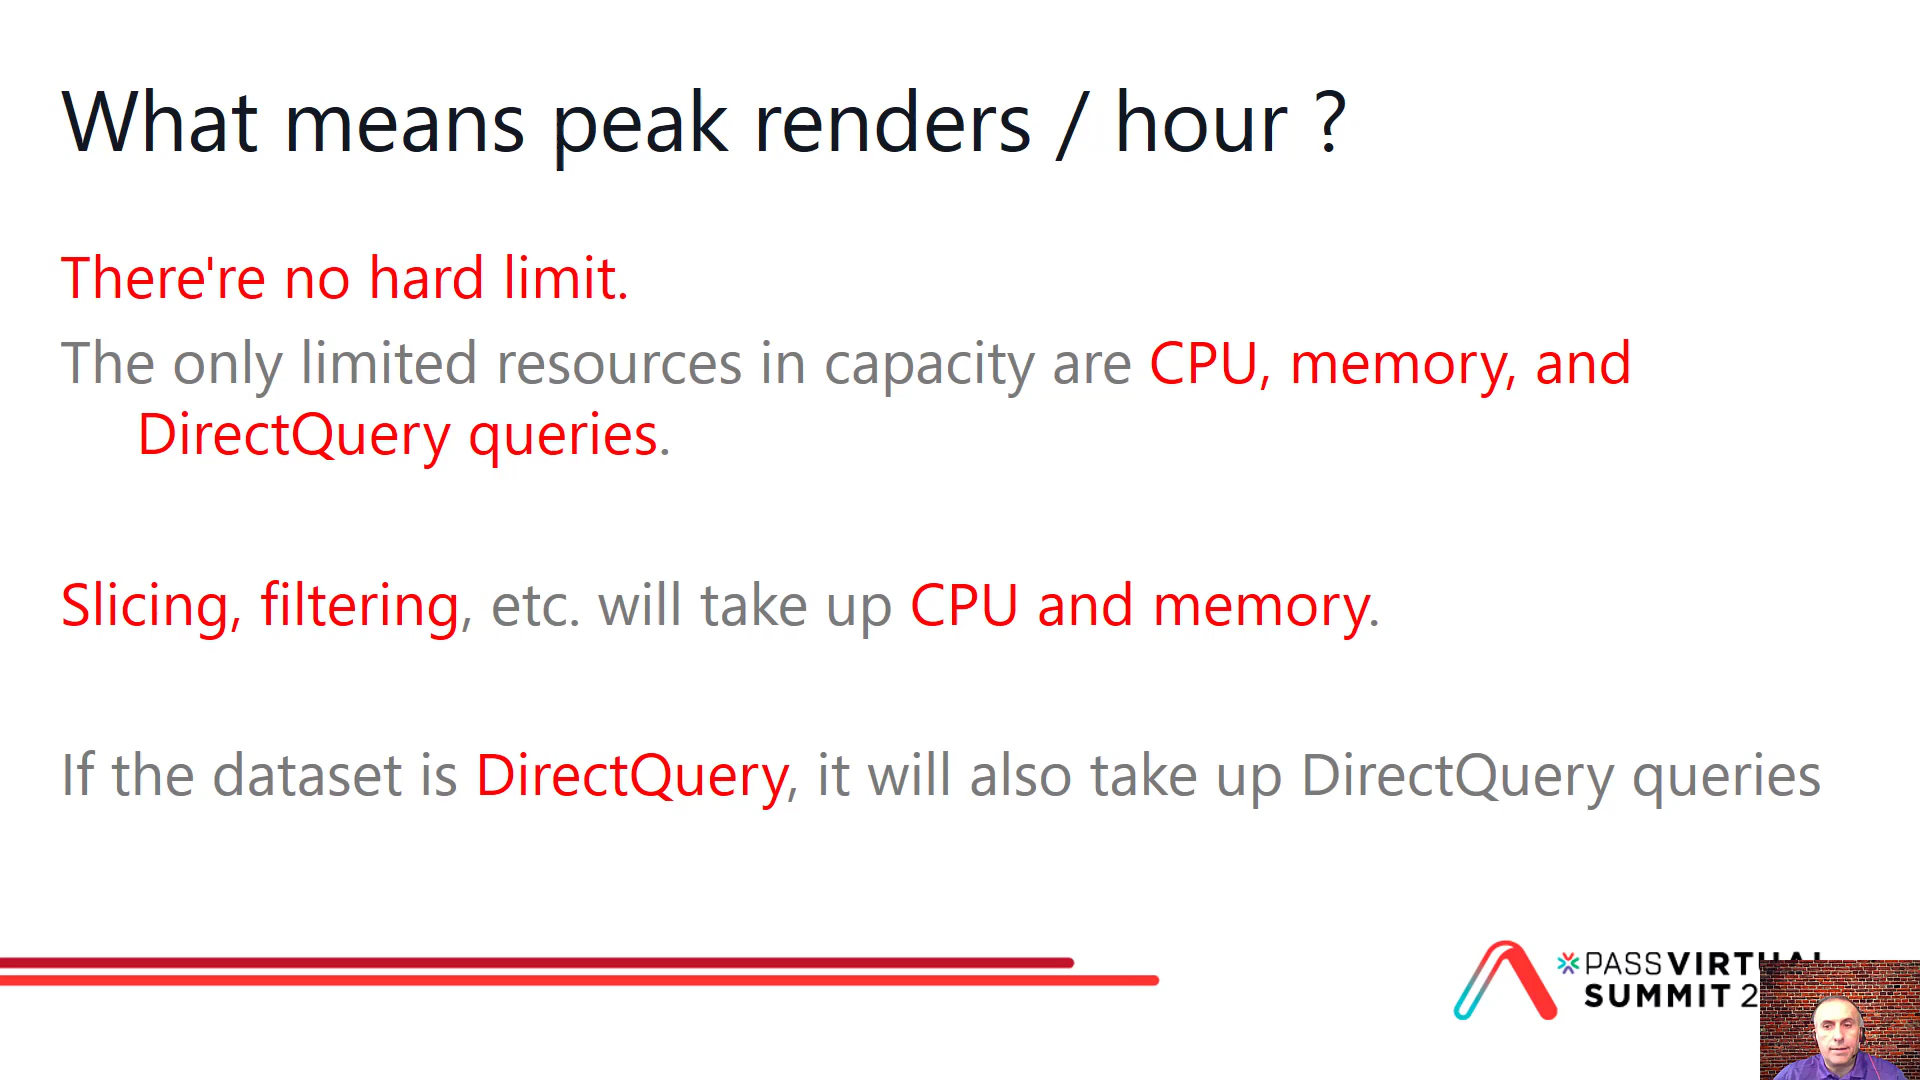 What means peak renders / hour ?
There're no hard limit.
The only limited resources in capacity are CPU, memory, and
DirectQuery queries.
Slicing, filtering, etc. will take up CPU and memory.
If the dataset is DirectQuery, it will also take up DirectQuery queries
PASS VIRTUAL
SUMMIT 2